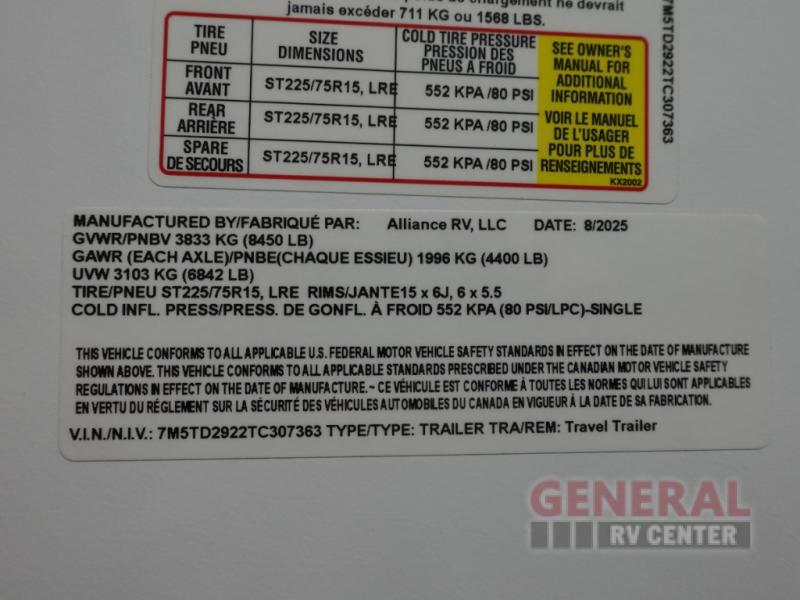 jamais excéder 711 KG ou 1568 LBS.
TIRE
PNEU
SIZE
DIMENSIONS
COLD TIRE PRESSURE
PRESSION DES
PNEUS A FROID
SEE OWNER'S
MANUAL FOR
ADDITIONAL
INFORMATION
VOIR LE MANUEL
DE L'USAGER
POUR PLUS DE
RENSEIGNEMENTS
KX2002
FRONT
AVANT
ST225/75R15, LRE
552 KPA /80 PSI
REAR
ARRIÈRE
ST225/75R15, LRE
552 KPA /80 PSI
SPARE
DE SECOURS
ST225/75R15, LRE
552 KPA /80 PSI
7M5TD2922TC307363
MANUFACTURED BY/FABRIQUÉ PAR: Alliance RV, LLC DATE: 8/2025
GVWR/PNBV 3833 KG (8450 LB)
GAWR (EACH AXLE)/PNBE(CHAQUE ESSIEU) 1996 KG (4400 LB)
UVW 3103 KG (6842 LB)
TIRE/PNEU ST225/75R15, LRE RIMS/JANTE15 x 6J, 6 x 5.5
COLD INFL. PRESS/PRESS. DE GONFL. À FROID 552 KPA (80 PSI/LPC)-SINGLE
THIS VEHICLE CONFORMS TO ALL APPLICABLE U.S. FEDERAL MOTOR VEHICLE SAFETY STANDARDS IN EFFECT ON THE DATE OF MANUFACTURE
SHOWN ABOVE. THIS VEHICLE CONFORMS TO ALL APPLICABLE STANDARDS PRESCRIBED UNDER THE CANADIAN MOTOR VEHICLE SAFETY
REGULATIONS IN EFFECT ON THE DATE OF MANUFACTURE.~ CE VÉHICULE EST CONFORME À TOUTES LES NORMES QUI LUI SONT APPLICABLES
EN VERTU DU RÉGLEMENT SUR LA SÉCURITÉ DES VÉHICULES AUTOMOBILES DU CANADA EN VIGUEUR À LA DATE DE SA FABRICATION.
V.I.N./N.I.V.: 7M5TD2922TC307363 TYPE/TYPE: TRAILER TRA/REM: Travel Trailer
GENERAL
RV CENTER